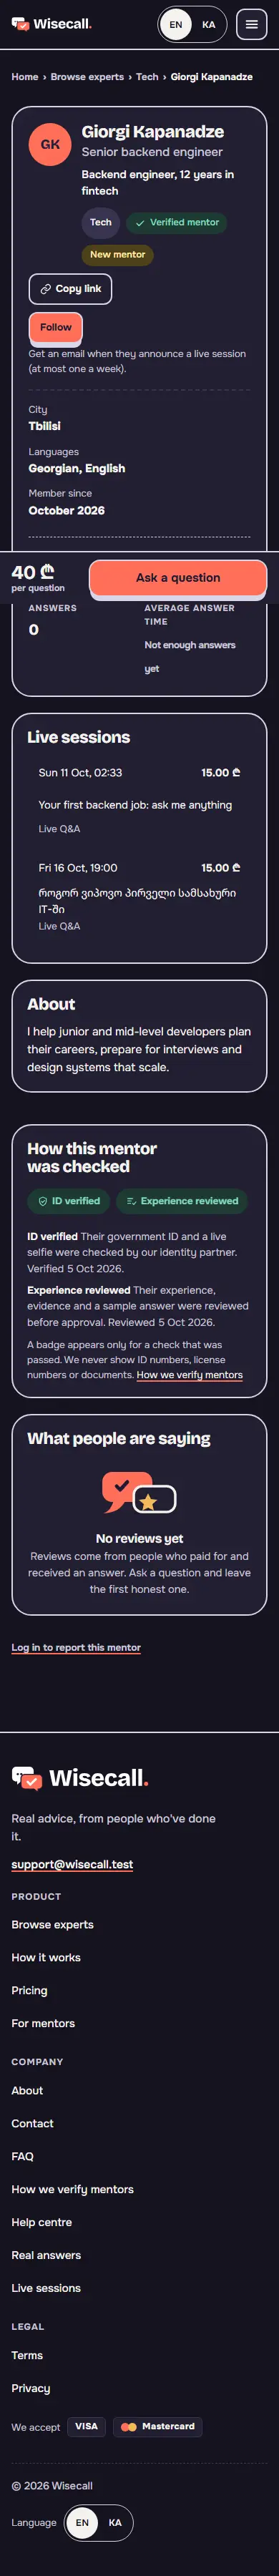 Wisecall.
EN KA
Home › Browse experts › Tech › Giorgi Kapanadze
GK
Giorgi Kapanadze
Senior backend engineer
Backend engineer, 12 years in
fintech
Tech
Verified mentor
New mentor
Copy link
Follow
Get an email when they announce a live session
(at most one a week).
City
Tbilisi
Languages
Georgian, English
Member since
October 2026
40 ₾
per question
Ask a question
ANSWERS
0
AVERAGE ANSWER
TIME
Not enough answers
yet
Live sessions
Sun 11 Oct, 02:33 15.00 ₾
Your first backend job: ask me anything
Live Q&A
Fri 16 Oct, 19:00 15.00 ₾
როგორ ვიპოვო პირველი სამსახური
IT-ში
Live Q&A
About
I help junior and mid-level developers plan
their careers, prepare for interviews and
design systems that scale.
How this mentor
was checked
ID verified
Experience reviewed
ID verified Their government ID and a live
selfie were checked by our identity partner.
Verified 5 Oct 2026.
Experience reviewed Their experience,
evidence and a sample answer were reviewed
before approval. Reviewed 5 Oct 2026.
A badge appears only for a check that was
passed. We never show ID numbers, license
numbers or documents. How we verify mentors
What people are saying
No reviews yet
Reviews come from people who paid for and
received an answer. Ask a question and leave
the first honest one.
Log in to report this mentor
Wisecall.
Real advice, from people who've done
it.
support@wisecall.test
PRODUCT
Browse experts
How it works
Pricing
For mentors
COMPANY
About
Contact
FAQ
How we verify mentors
Help centre
Real answers
Live sessions
LEGAL
Terms
Privacy
We accept VISA Mastercard
© 2026 Wisecall
Language EN KA